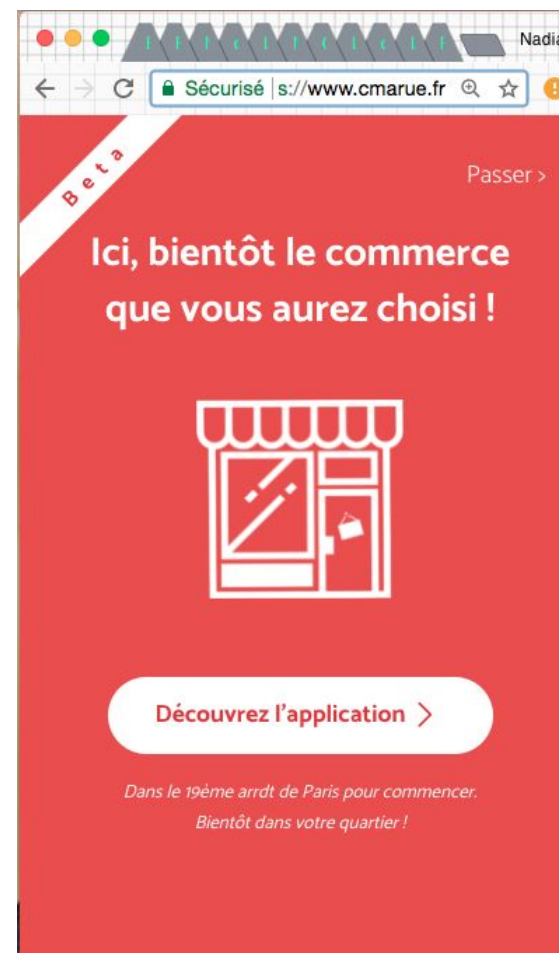 Nadia
Sécurisé s://www.cmarue.fr
Beta
Passer >
Ici, bientôt le commerce
que vous aurez choisi !
Découvrez l'application >
Dans le 19ème arrdt de Paris pour commencer.
Bientôt dans votre quartier !